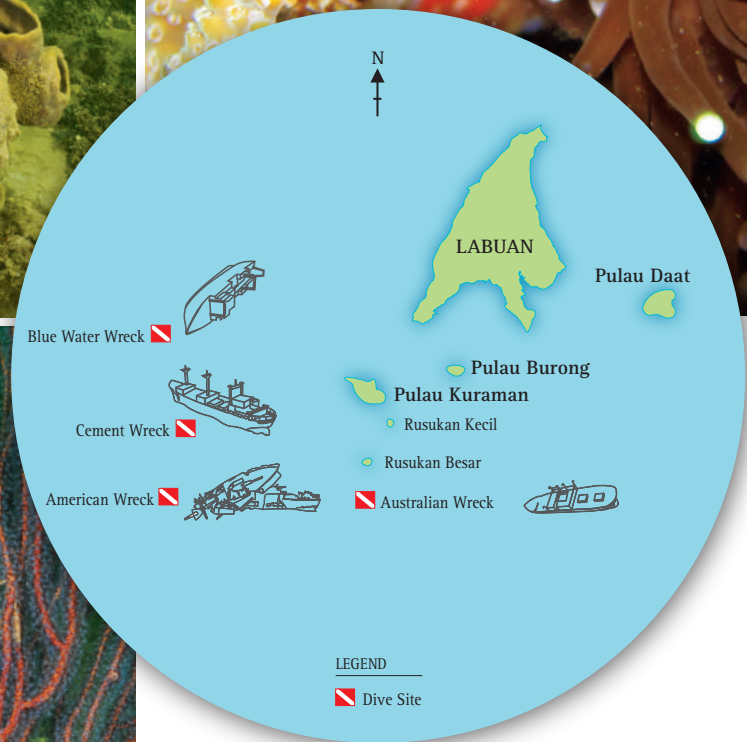 N
LABUAN
Pulau Daat
Blue Water Wreck
Pulau Burong
Pulau Kuraman
Cement Wreck
Rusukan Kecil
Rusukan Besar
American Wreck
Australian Wreck
LEGEND
Dive Site